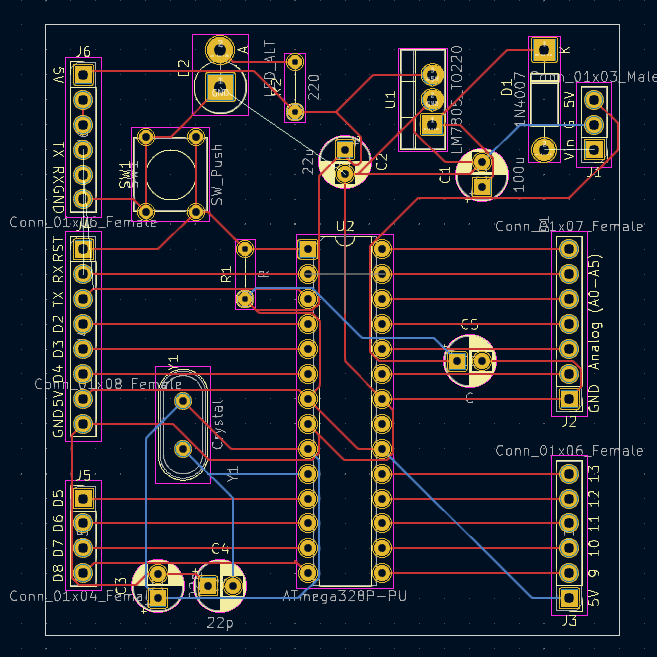 J6
5V
TX
RX
GND
D2
A
GND
LED_ALT
220
U1
LM7805_TO220
K
D1
1N4007
Conn_01x03_Male
5V
G
Vin
J1
22u
C2
C1
100u
SW1
SW_Push
Conn_01x06_Female
U2
Conn_01x07_Female
RST
RX
TX
D2
D3
D4
5V
GND
R1
R
Analog (A0-A5)
C5
C
GND
J2
Conn_01x08_Female
Y1
Crystal
Y1
Conn_01x06_Female
J5
D5
D6
D7
D8
13
12
11
10
9
5V
J3
C3
C4
22p
Conn_01x04_Female
ATmega328P-PU